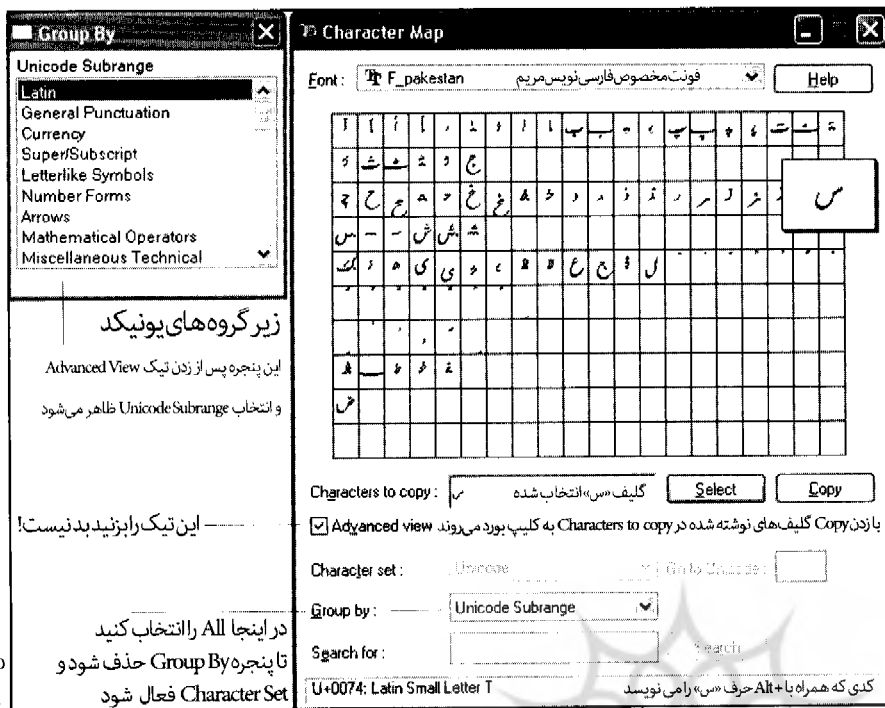 Group By
Unicode Subrange
Latin
General Punctuation
Currency
Super/Subscript
Letterlike Symbols
Number Forms
Arrows
Mathematical Operators
Miscellaneous Technical
زیر گروه‌های یونیکد
این پنجره پس از زدن تیک Advanced View
و انتخاب Unicode Subrange ظاهر می‌شود
این تیک را بزنید بد نیست!
در اینجا All را انتخاب کنید
تا پنجره Group By حذف شود و
Character Set فعال شود
Character Map
Font : F_pakestan فونت مخصوص فارسی نویس مریم Help
س
Characters to copy : گلیف «س» انتخاب شده Select Copy
Advanced view با زدن Copy گلیف‌های نوشته شده در Characters to copy به کلیپ بورد می‌روند
Character set : Unicode Go to Unicode :
Group by : Unicode Subrange
Search for : Search
U+0074: Latin Small Letter T کدی که همراه با +Alt حرف «س» را می نویسد